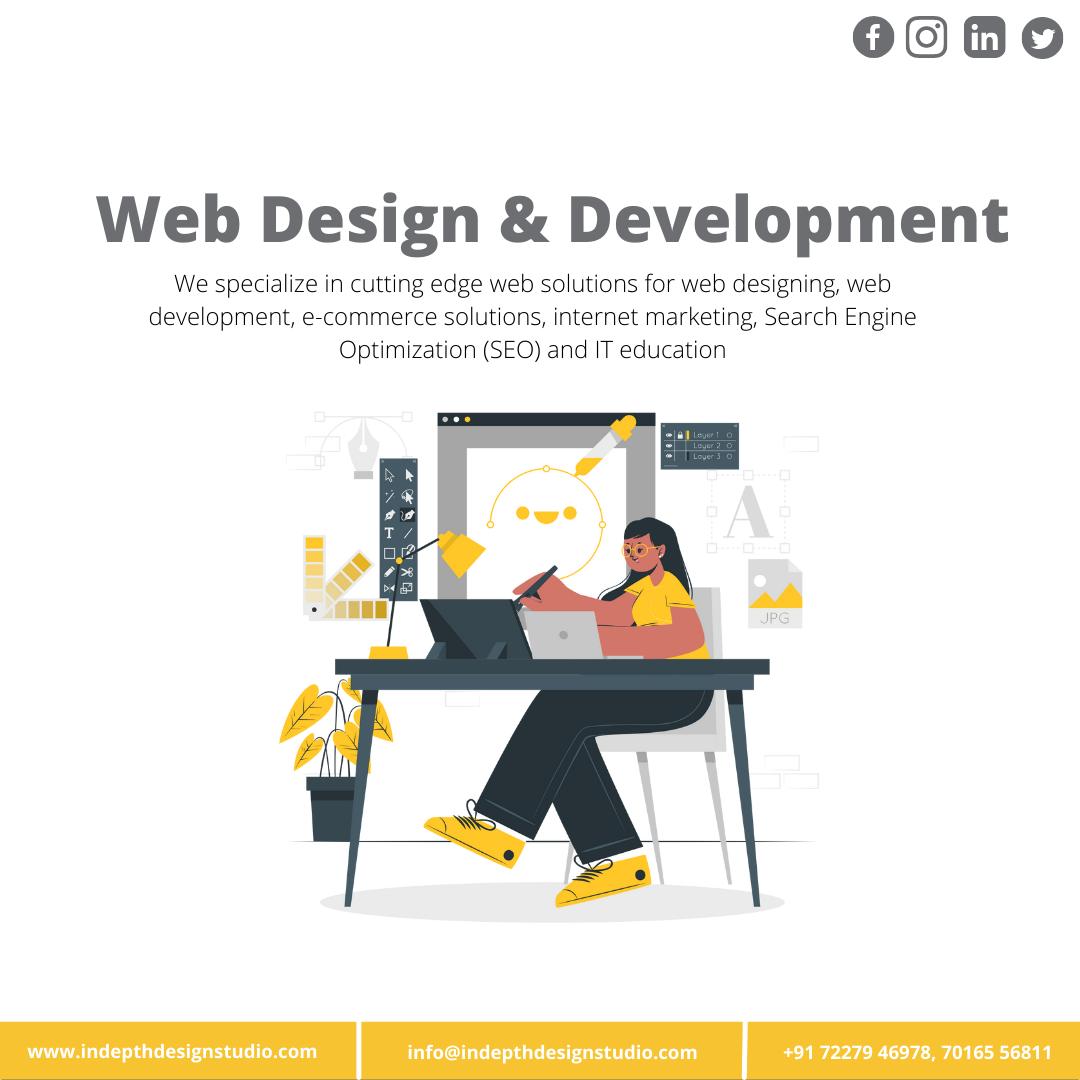 Web Design & Development
We specialize in cutting edge web solutions for web designing, web
development, e-commerce solutions, internet marketing, Search Engine
Optimization (SEO) and IT education
Layer 1
Layer 2
Layer 3
T
A
JPG
www.indepthdesignstudio.com
info@indepthdesignstudio.com
+91 72279 46978, 70165 56811